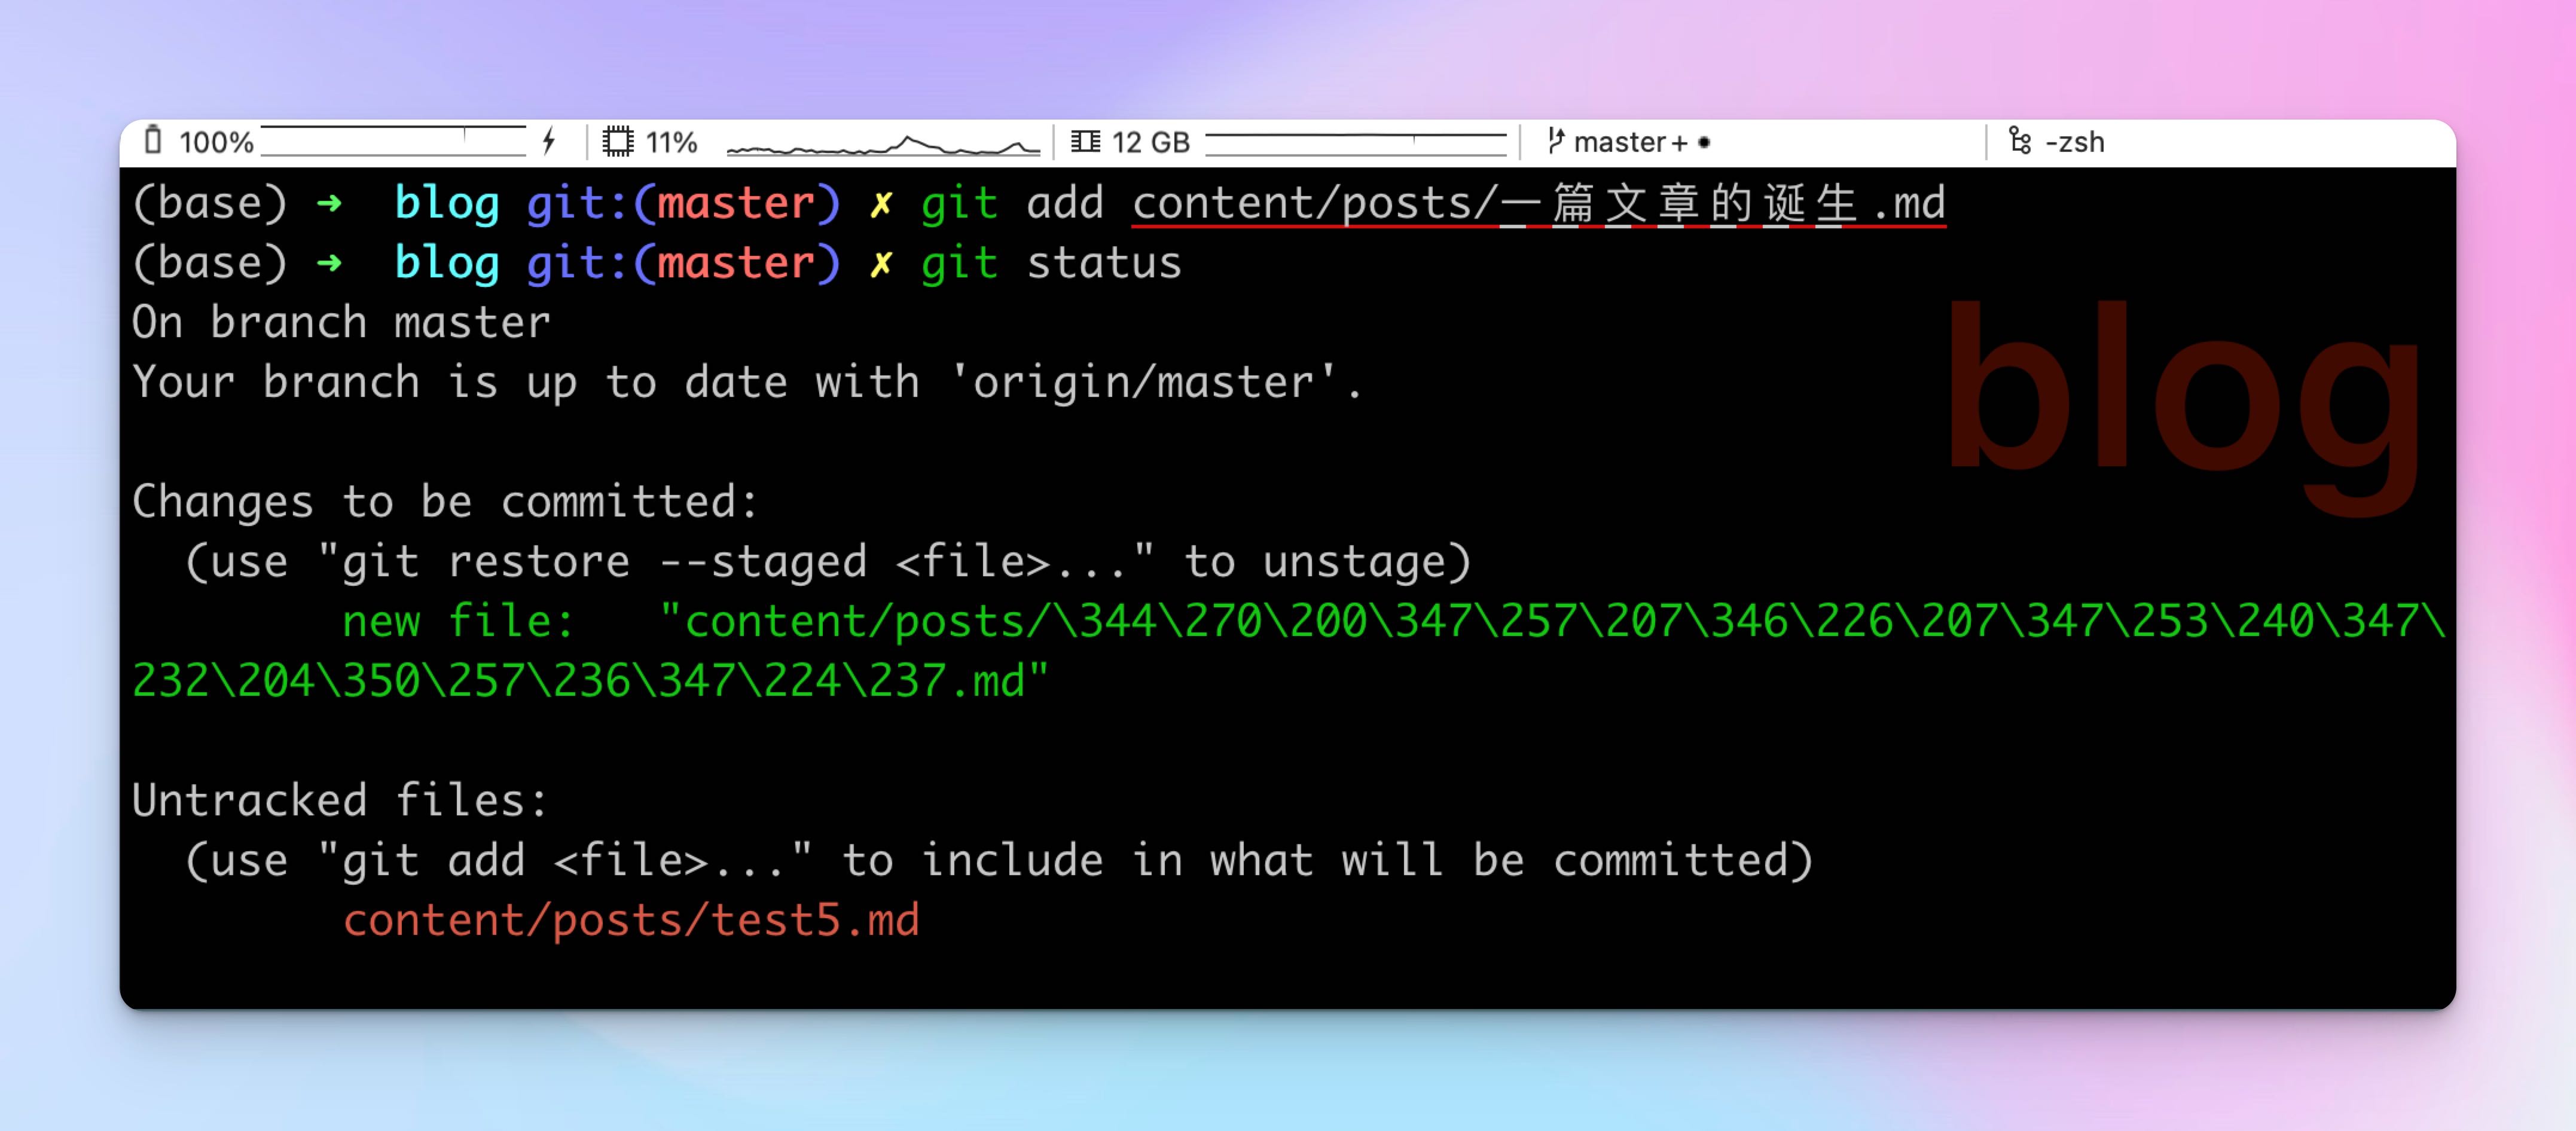 100% 11% 12 GB master+ -zsh
(base) ➜ blog git:(master) ✗ git add content/posts/一篇文章的诞生.md
(base) ➜ blog git:(master) ✗ git status
On branch master
Your branch is up to date with 'origin/master'.
blog
Changes to be committed:
(use "git restore --staged <file>..." to unstage)
new file: "content/posts/\344\270\200\347\257\207\346\226\207\347\253\240\347\
232\204\350\257\236\347\224\237.md"
Untracked files:
(use "git add <file>..." to include in what will be committed)
content/posts/test5.md